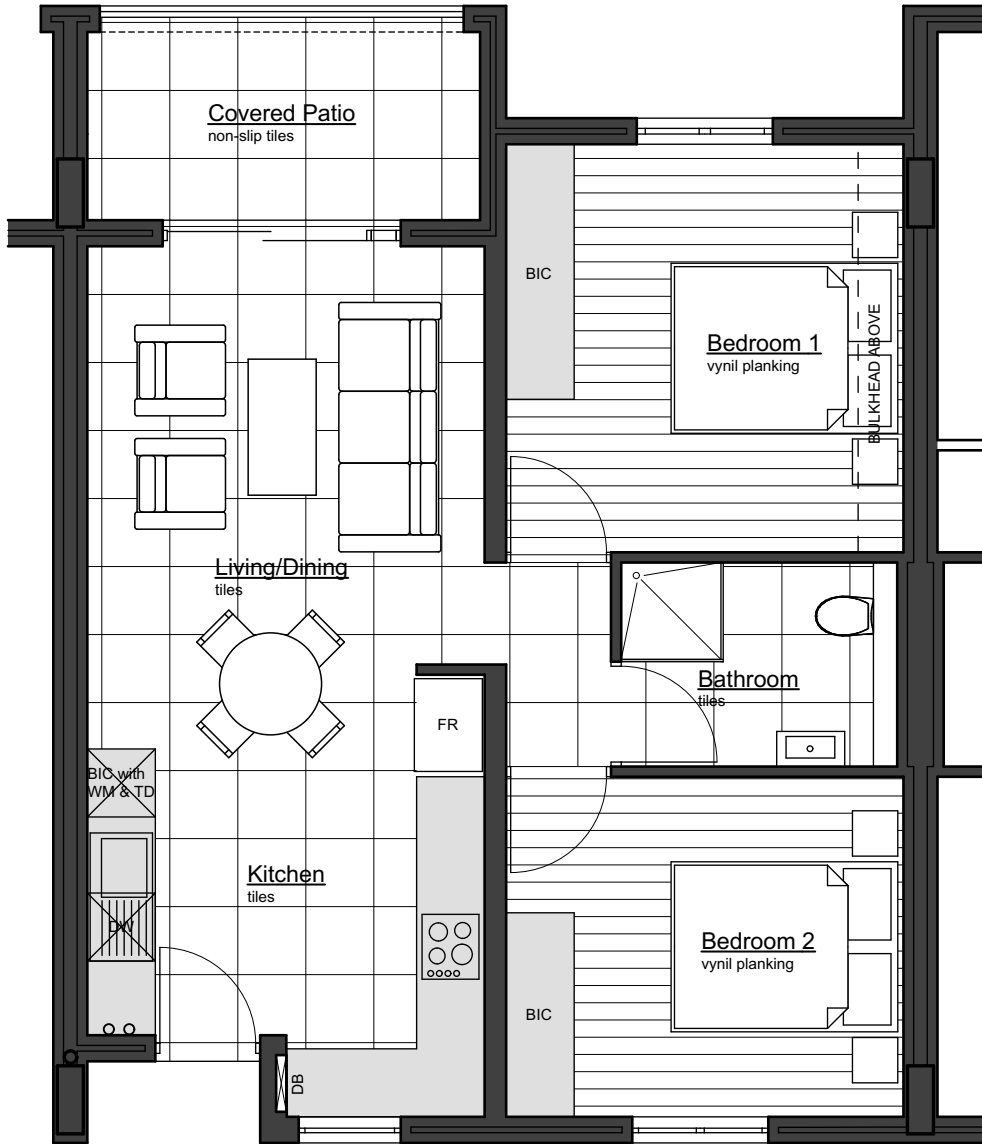 Covered Patio
non-slip tiles
BIC
Bedroom 1
vynil planking
BULKHEAD ABOVE
Living/Dining
tiles
Bathroom
tiles
FR
BIC with
WM & TD
Kitchen
tiles
DW
Bedroom 2
vynil planking
BIC
DB